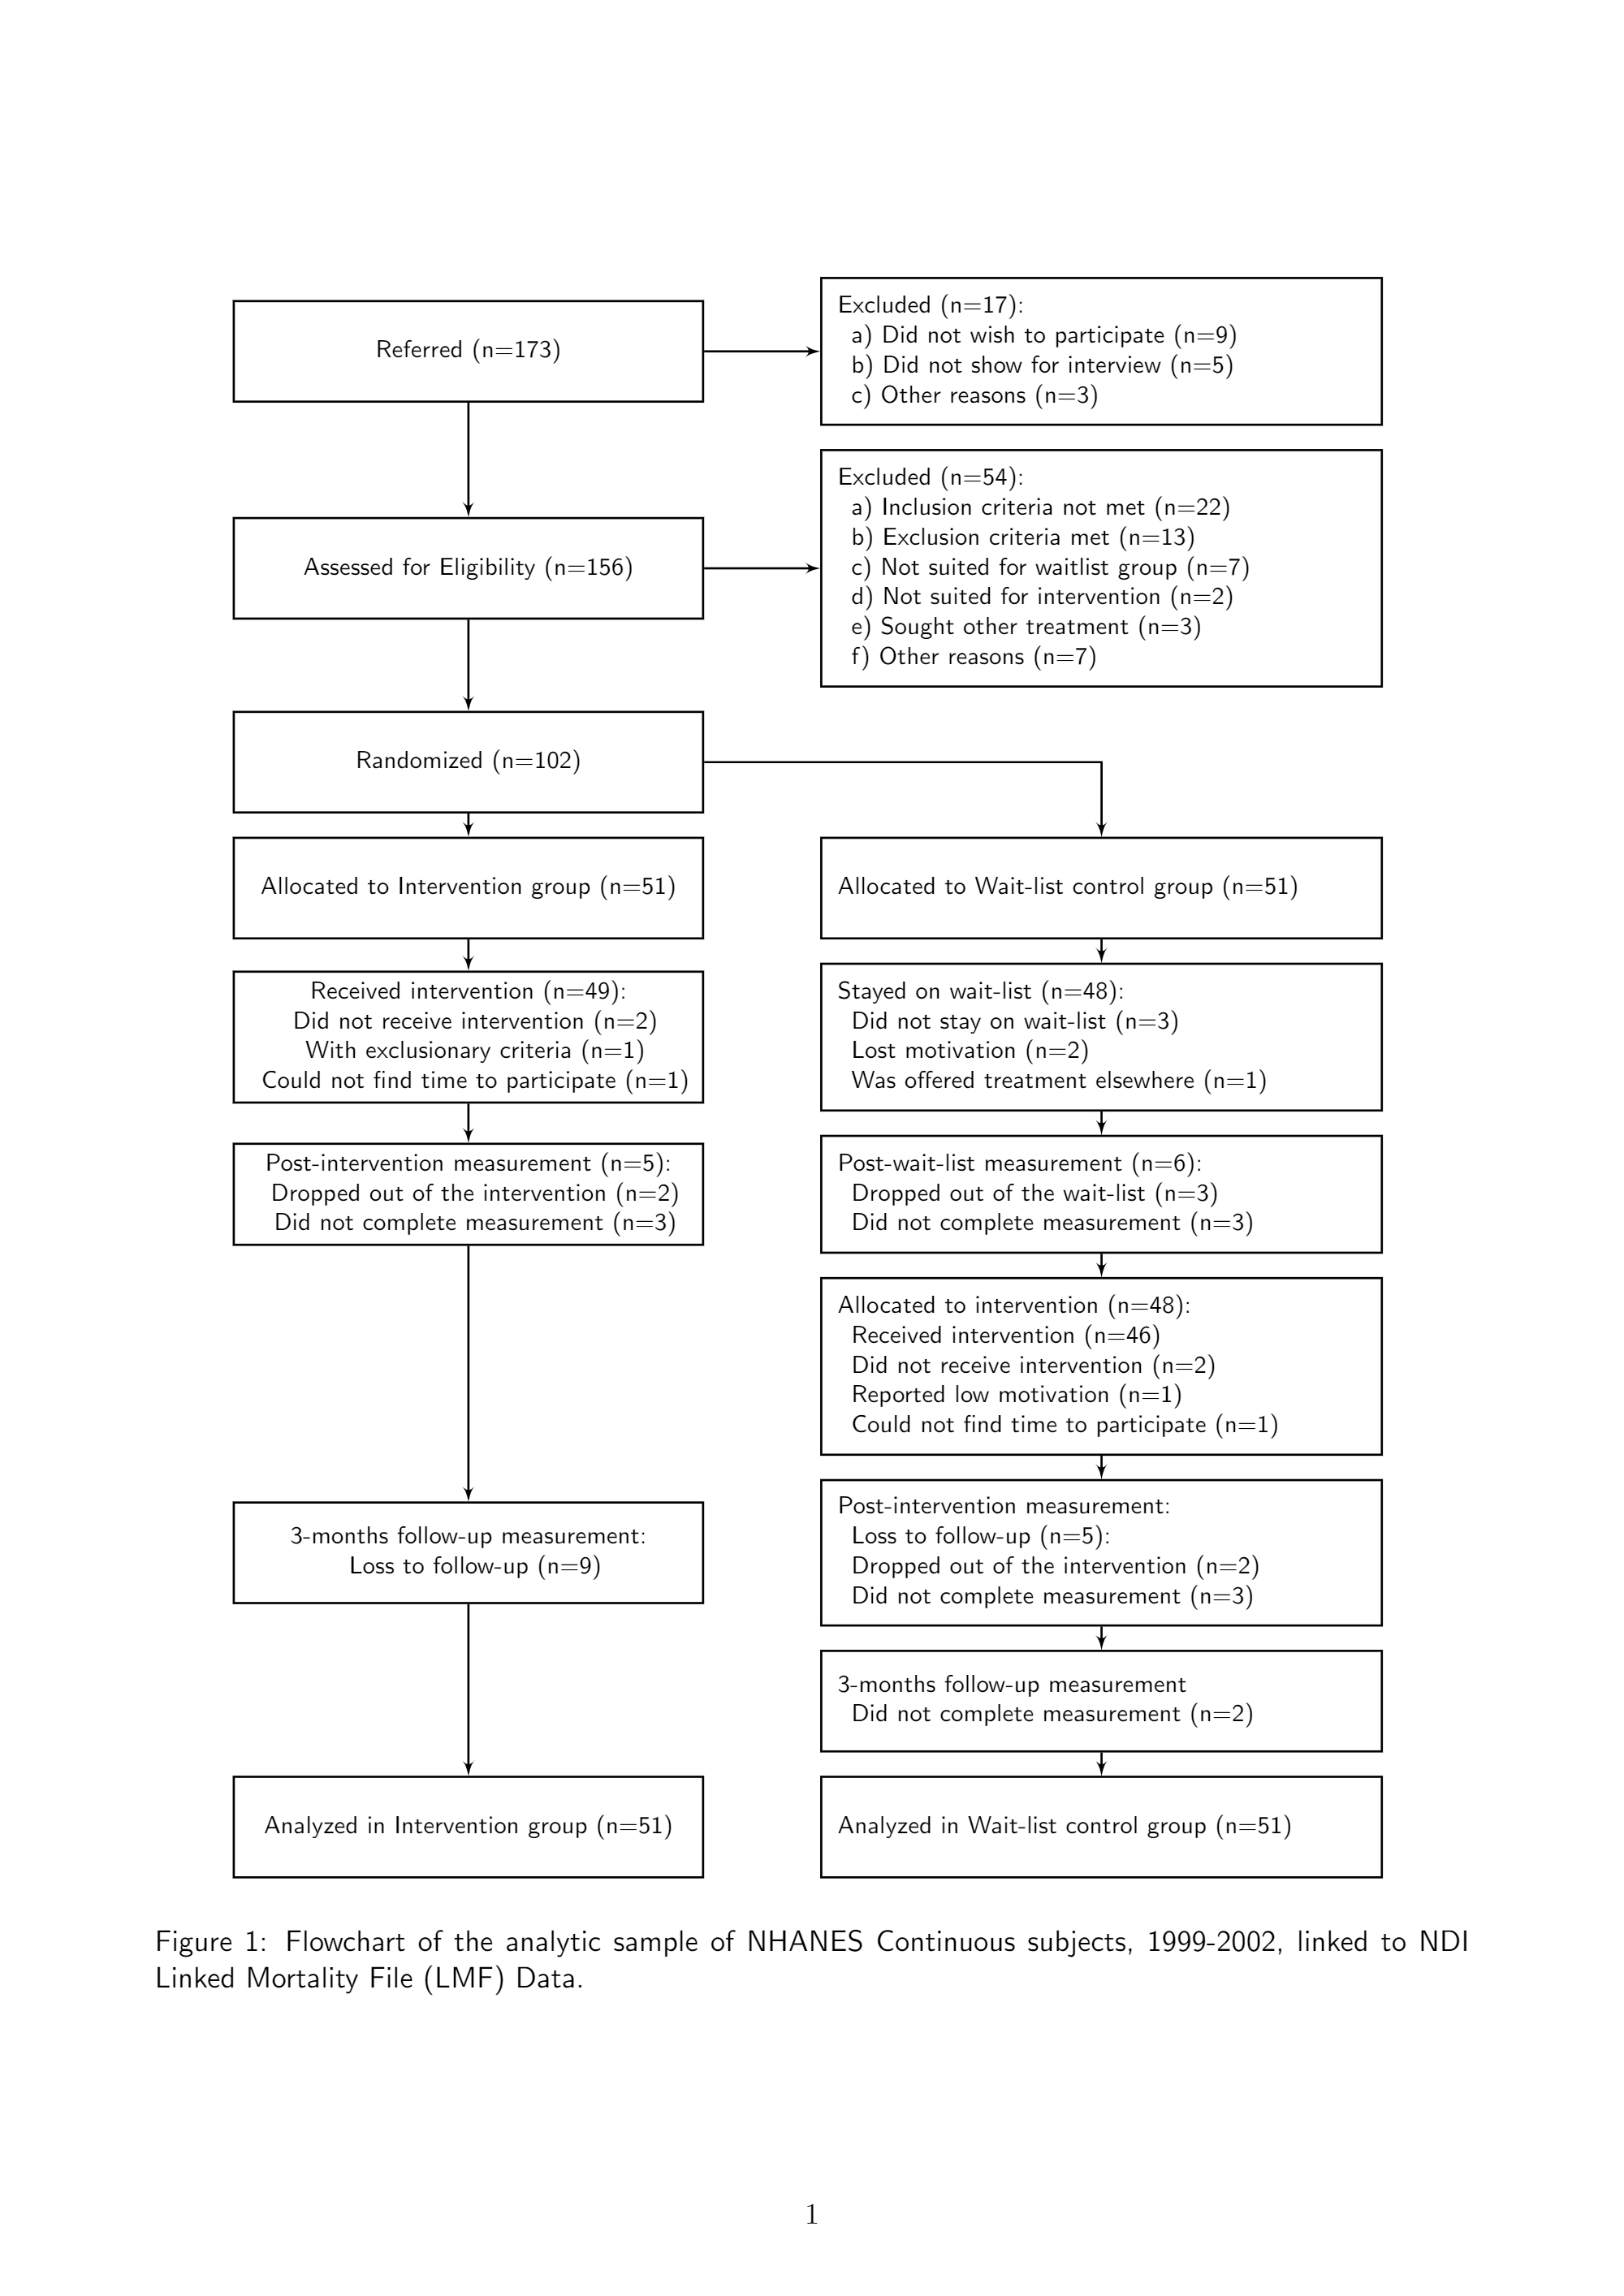 Referred (n=173)
Excluded (n=17):
a) Did not wish to participate (n=9)
b) Did not show for interview (n=5)
c) Other reasons (n=3)
Assessed for Eligibility (n=156)
Excluded (n=54):
a) Inclusion criteria not met (n=22)
b) Exclusion criteria met (n=13)
c) Not suited for waitlist group (n=7)
d) Not suited for intervention (n=2)
e) Sought other treatment (n=3)
f) Other reasons (n=7)
Randomized (n=102)
Allocated to Intervention group (n=51)
Allocated to Wait-list control group (n=51)
Received intervention (n=49):
Did not receive intervention (n=2)
With exclusionary criteria (n=1)
Could not find time to participate (n=1)
Stayed on wait-list (n=48):
Did not stay on wait-list (n=3)
Lost motivation (n=2)
Was offered treatment elsewhere (n=1)
Post-intervention measurement (n=5):
Dropped out of the intervention (n=2)
Did not complete measurement (n=3)
Post-wait-list measurement (n=6):
Dropped out of the wait-list (n=3)
Did not complete measurement (n=3)
Allocated to intervention (n=48):
Received intervention (n=46)
Did not receive intervention (n=2)
Reported low motivation (n=1)
Could not find time to participate (n=1)
3-months follow-up measurement:
Loss to follow-up (n=9)
Post-intervention measurement:
Loss to follow-up (n=5):
Dropped out of the intervention (n=2)
Did not complete measurement (n=3)
3-months follow-up measurement
Did not complete measurement (n=2)
Analyzed in Intervention group (n=51)
Analyzed in Wait-list control group (n=51)
Figure 1: Flowchart of the analytic sample of NHANES Continuous subjects, 1999-2002, linked to NDI
Linked Mortality File (LMF) Data.
1